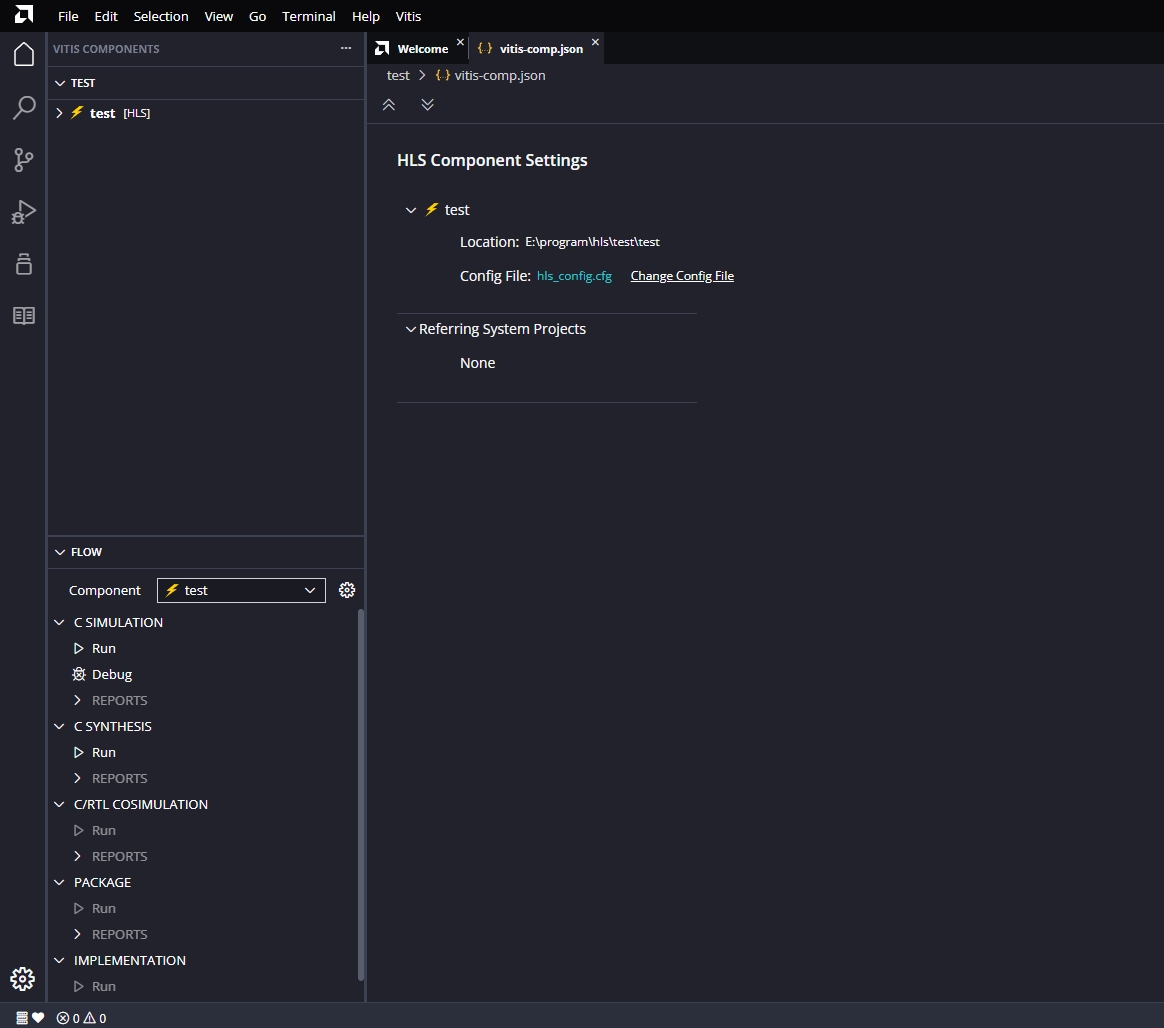 File Edit Selection View Go Terminal Help Vitis
VITIS COMPONENTS
TEST
test [HLS]
FLOW
Component test
C SIMULATION
Run
Debug
REPORTS
C SYNTHESIS
Run
REPORTS
C/RTL COSIMULATION
Run
REPORTS
PACKAGE
Run
REPORTS
IMPLEMENTATION
Run
Welcome {} vitis-comp.json
test > {} vitis-comp.json
HLS Component Settings
test
Location: E:\program\hls\test\test
Config File: hls_config.cfg Change Config File
Referring System Projects
None
0 0